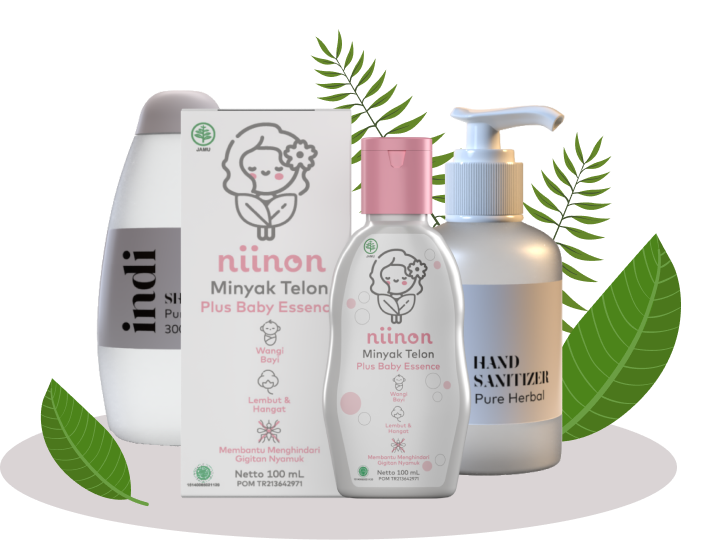 indi
SH
Pu
300
JAMU
niinon
Minyak Telon
Plus Baby Essenc
Wangi
Bayi
Lembut &
Hangat
Membantu Menghindari
Gigitan Nyamuk
Netto 100 mL
POM TR213642971
JAMU
niinon
Minyak Telon
Plus Baby Essence
Wangi
Bayi
Lembut &
Hangat
Membantu Menghindari
Gigitan Nyamuk
Netto 100 mL
POM TR213642971
HAND
SANITIZER
Pure Herbal